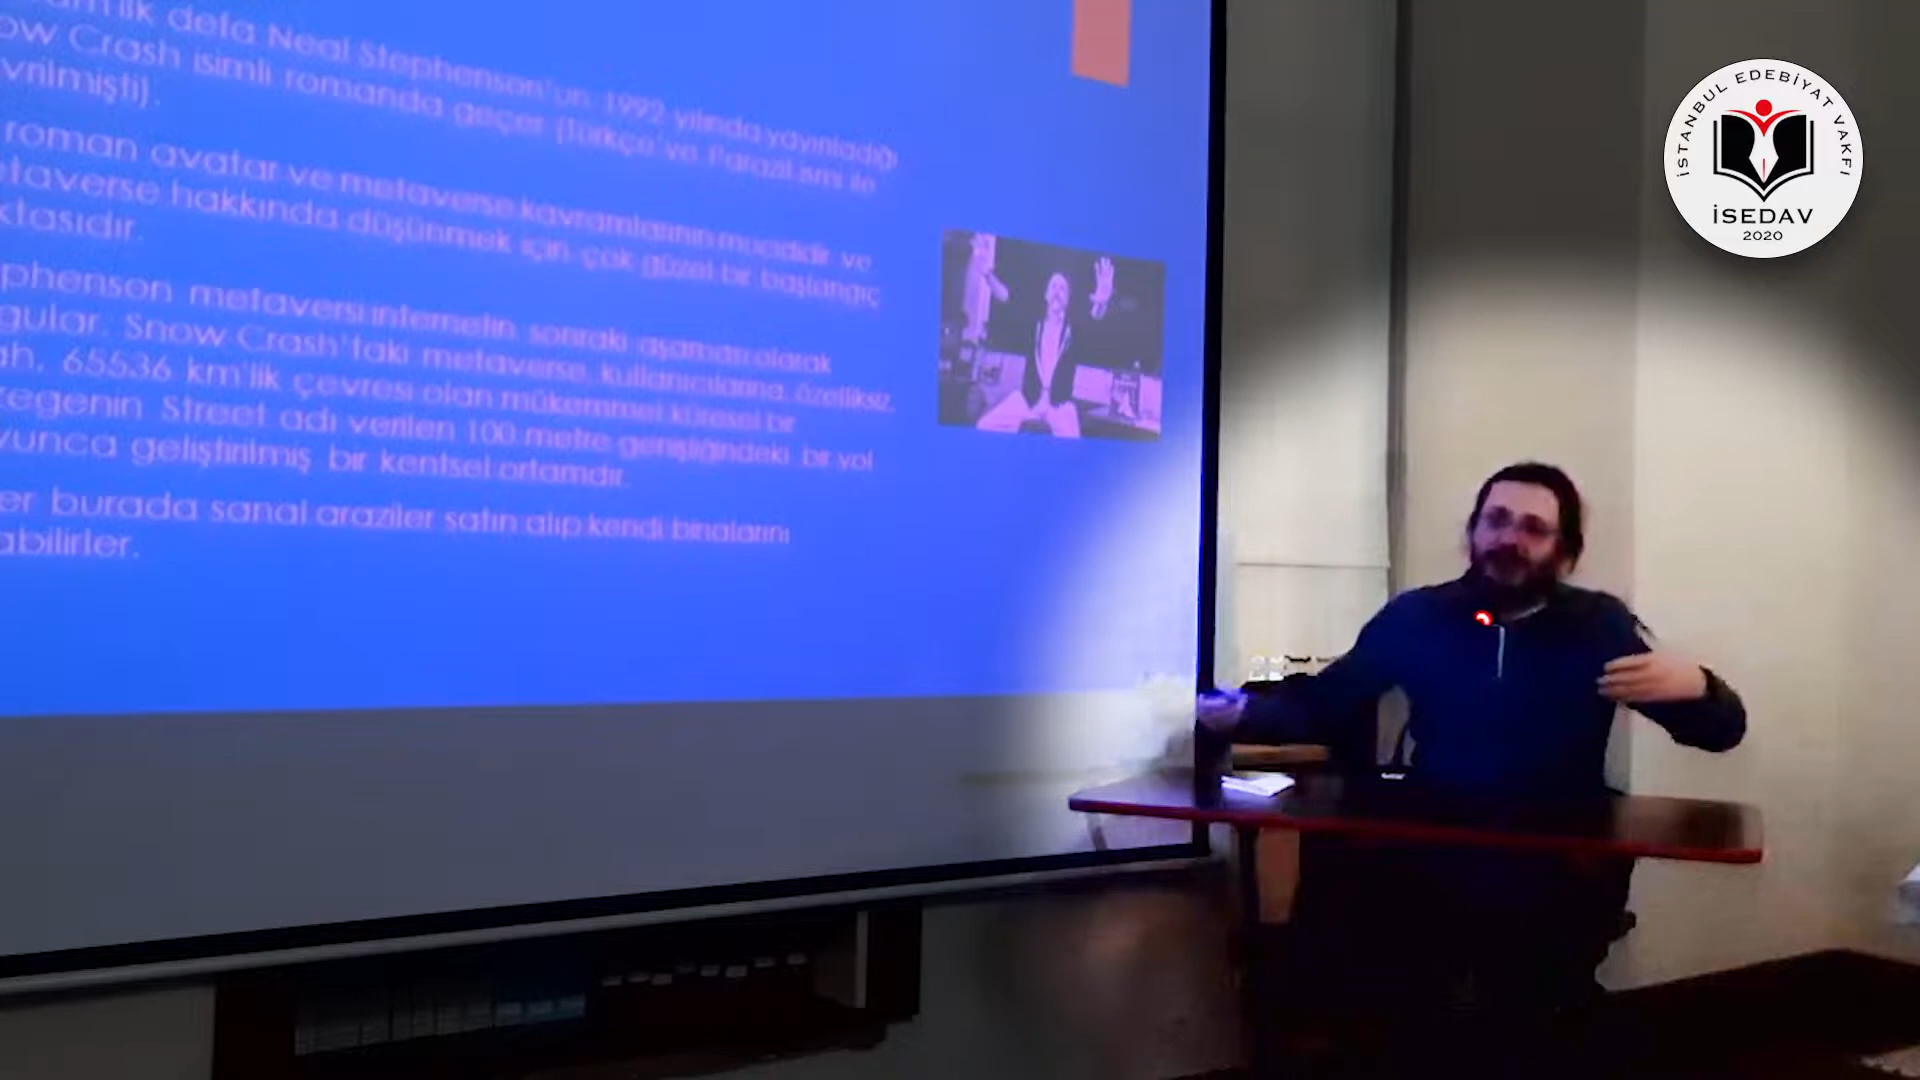 ilk defa Neal Stephenson'un 1992 yılında yayınladığı
ow Crash isimli romanda geçer (Türkçe'ye Parazit ismi ile
vrilmişti).
roman avatar ve metaverse kavramlarının mucididir ve
etaverse hakkında düşünmek için çok güzel bir başlangıç
ktasıdır.
phenson metaversi internetin sonraki aşaması olarak
gular. Snow Crash'taki metaverse, kullanıcılarına, özelliksiz,
ah, 65536 km'lik çevresi olan mükemmel küresel bir
zegenin Street adı verilen 100 metre genişliğindeki bir yol
yunca geliştirilmiş bir kentsel ortamdır.
er burada sanal araziler satın alıp kendi binalarını
abilirler.
İSTANBUL EDEBİYAT VAKFI
İSEDAV
2020